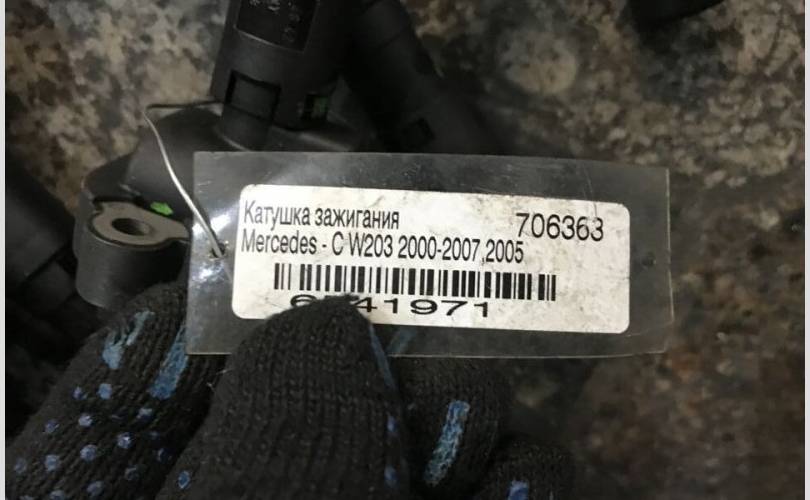 Катушка зажигания
706363
Mercedes - C W203 2000-2007,2005